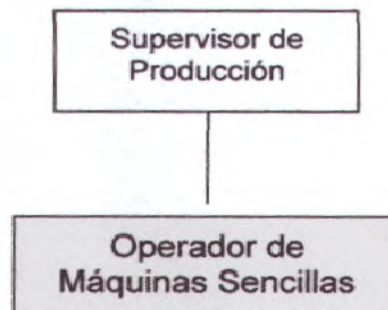 Supervisor de
Producción
Operador de
Máquinas Sencillas